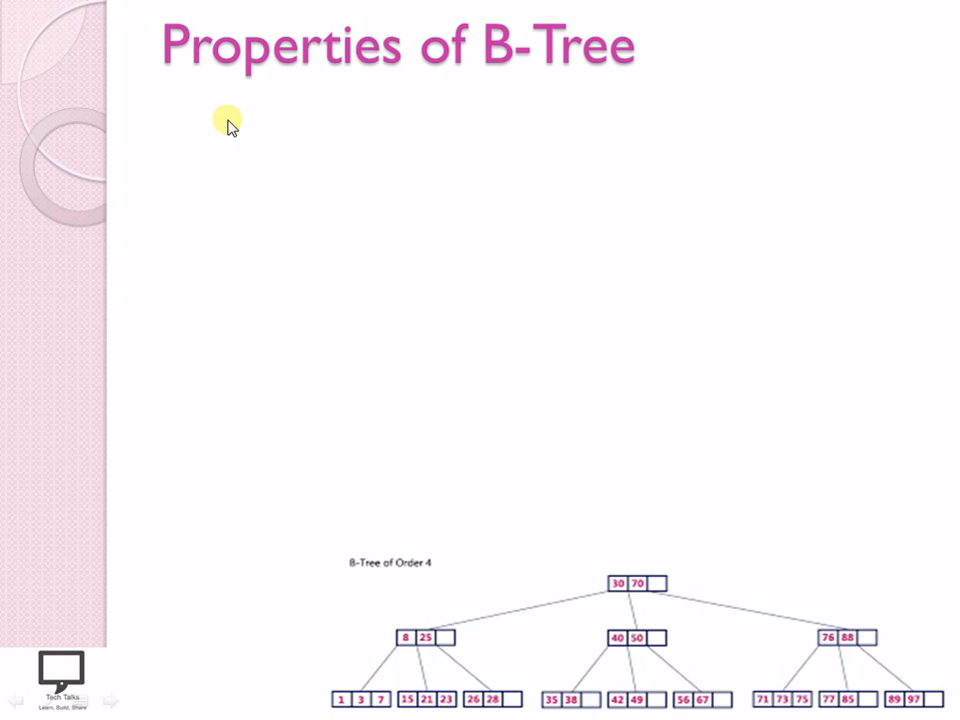 Properties of B-Tree
B-Tree of Order 4
30 70
8 25
40 50
76 88
1 3 7
15 21 23
26 28
35 38
42 49
56 67
71 73 75
77 85
89 97
Tech Talks
Learn, Build, Share